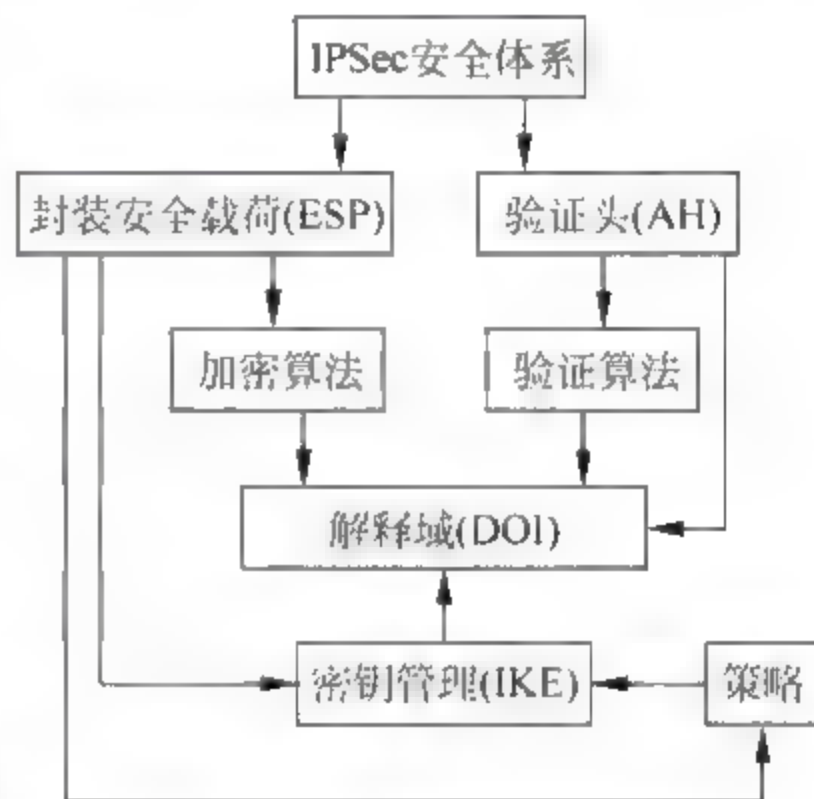 IPSec安全体系
封装安全载荷(ESP)
验证头(AH)
加密算法
验证算法
解释域(DOI)
密钥管理(IKE)
策略